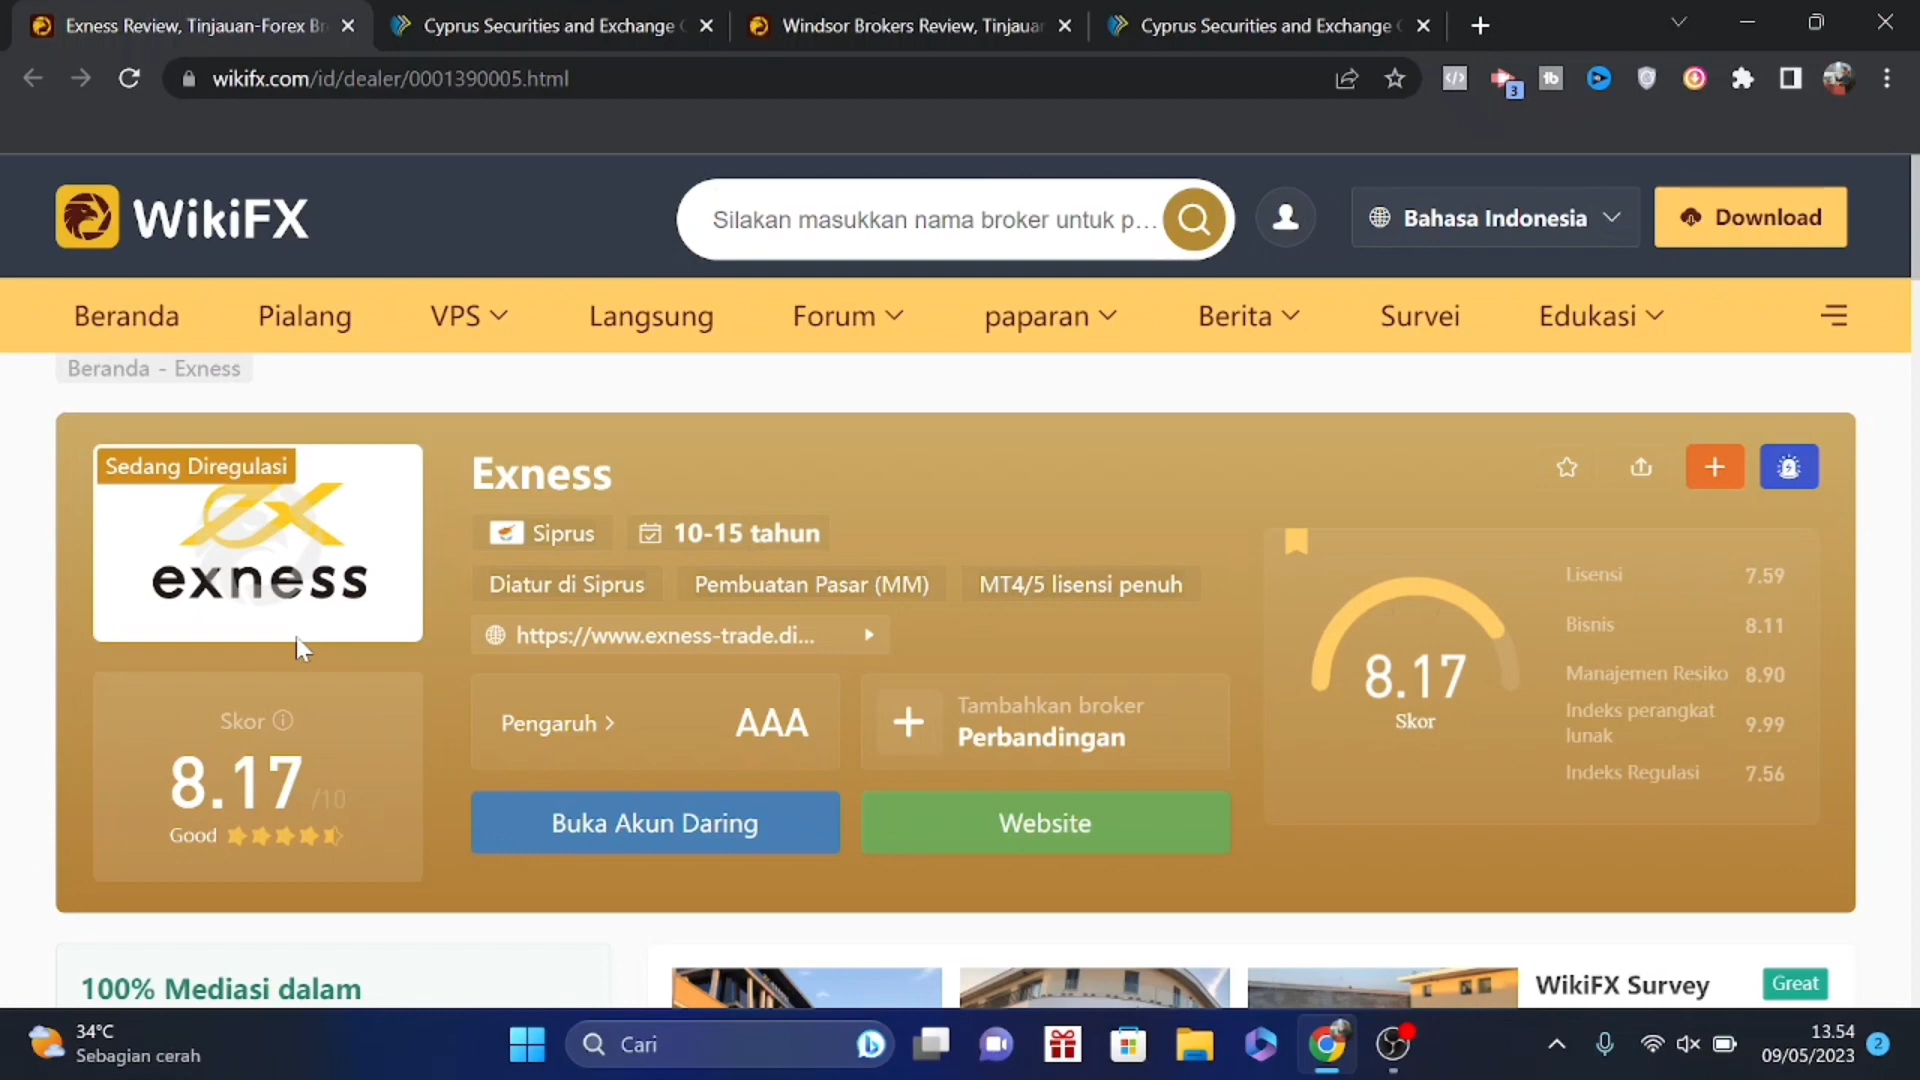 Exness Review, Tinjauan-Forex Br
Cyprus Securities and Exchange
Windsor Brokers Review, Tinjauan
Cyprus Securities and Exchange
wikifx.com/id/dealer/0001390005.html
3
WikiFX
Silakan masukkan nama broker untuk p...
Bahasa Indonesia
Download
Beranda
Pialang
VPS
Langsung
Forum
paparan
Berita
Survei
Edukasi
Beranda - Exness
Sedang Diregulasi
exness
Exness
Siprus
10-15 tahun
Diatur di Siprus
Pembuatan Pasar (MM)
MT4/5 lisensi penuh
https://www.exness-trade.di...
Skor
8.17 /10
Good
Pengaruh >
AAA
Tambahkan broker
Perbandingan
Buka Akun Daring
Website
8.17
Skor
Lisensi 7.59
Bisnis 8.11
Manajemen Resiko 8.90
Indeks perangkat
lunak 9.99
Indeks Regulasi 7.56
100% Mediasi dalam
WikiFX Survey
Great
34°C
Sebagian cerah
Cari
13.54
09/05/2023
2